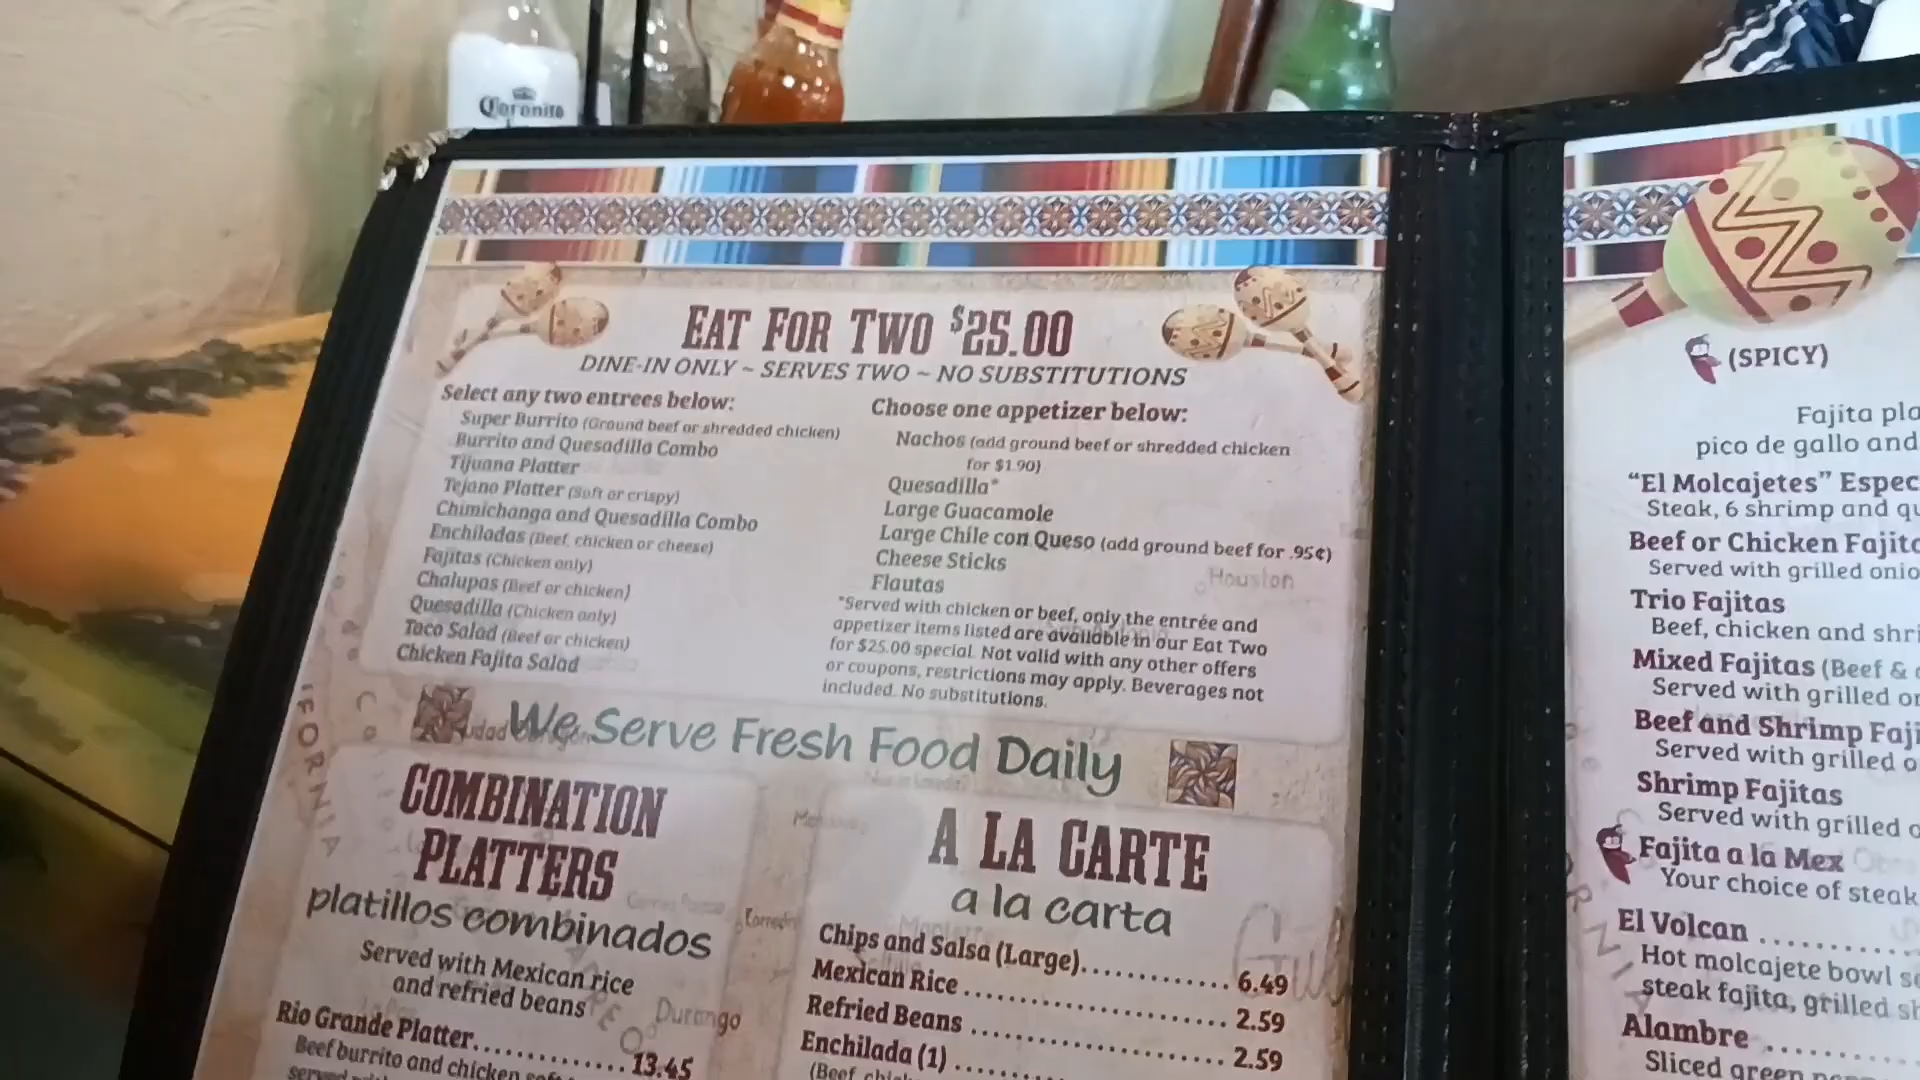 Coronita
EAT FOR TWO $25.00
DINE-IN ONLY ~ SERVES TWO ~ NO SUBSTITUTIONS
Select any two entrees below:
Super Burrito (Ground beef or shredded chicken)
Burrito and Quesadilla Combo
Tijuana Platter
Tejano Platter (Soft or crispy)
Chimichanga and Quesadilla Combo
Enchiladas (Beef, chicken or cheese)
Fajitas (Chicken only)
Chalupas (Beef or chicken)
Quesadilla (Chicken only)
Taco Salad (Beef or chicken)
Chicken Fajita Salad
Choose one appetizer below:
Nachos (add ground beef or shredded chicken
for $1.90)
Quesadilla*
Large Guacamole
Large Chile con Queso (add ground beef for .95¢)
Cheese Sticks
Flautas
*Served with chicken or beef, only the entrée and
appetizer items listed are available in our Eat Two
for $25.00 special. Not valid with any other offers
or coupons, restrictions may apply. Beverages not
included. No substitutions.
Houston
We Serve Fresh Food Daily
COMBINATION
PLATTERS
platillos combinados
Served with Mexican rice
and refried beans
Durango
Rio Grande Platter............... 13.45
Beef burrito and chicken
A LA CARTE
a la carta
Chips and Salsa (Large)............ 6.49
Mexican Rice ..................... 2.59
Refried Beans .................... 2.59
Enchilada (1) ..........
(Beef,
(SPICY)
Fajita
pico de gallo and
"El Molcajetes"
Steak, 6 shrimp and
Beef or Chicken
Served with grilled
Trio Fajitas
Beef, chicken and
Mixed Fajitas (Beef &
Served with grilled
Beef and Shrimp
Served with grilled
Shrimp Fajitas
Served with grilled
Fajita a la Mex
Your choice of steak
El Volcan ..........
Hot molcajete bowl
steak fajita, grilled
Alambre ..........
Sliced green